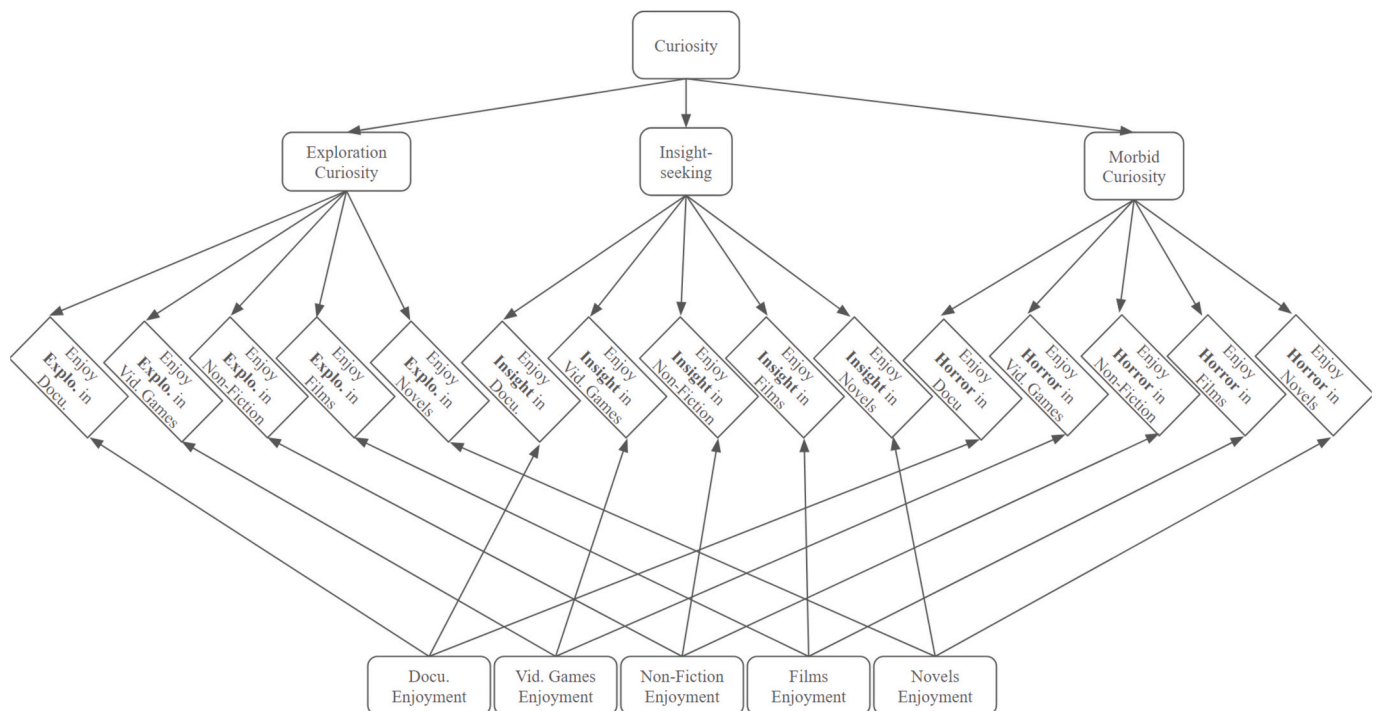 Curiosity
Exploration
Curiosity
Insight-
seeking
Morbid
Curiosity
Enjoy
Explo. in
Docu.
Enjoy
Explo. in
Vid. Games
Enjoy
Explo. in
Non-Fiction
Enjoy
Explo. in
Films
Enjoy
Explo. in
Novels
Enjoy
Insight in
Docu.
Enjoy
Insight in
Vid. Games
Enjoy
Insight in
Non-Fiction
Enjoy
Insight in
Films
Enjoy
Insight in
Novels
Enjoy
Horror in
Docu
Enjoy
Horror in
Vid. Games
Enjoy
Horror in
Non-Fiction
Enjoy
Horror in
Films
Enjoy
Horror in
Novels
Docu.
Enjoyment
Vid. Games
Enjoyment
Non-Fiction
Enjoyment
Films
Enjoyment
Novels
Enjoyment